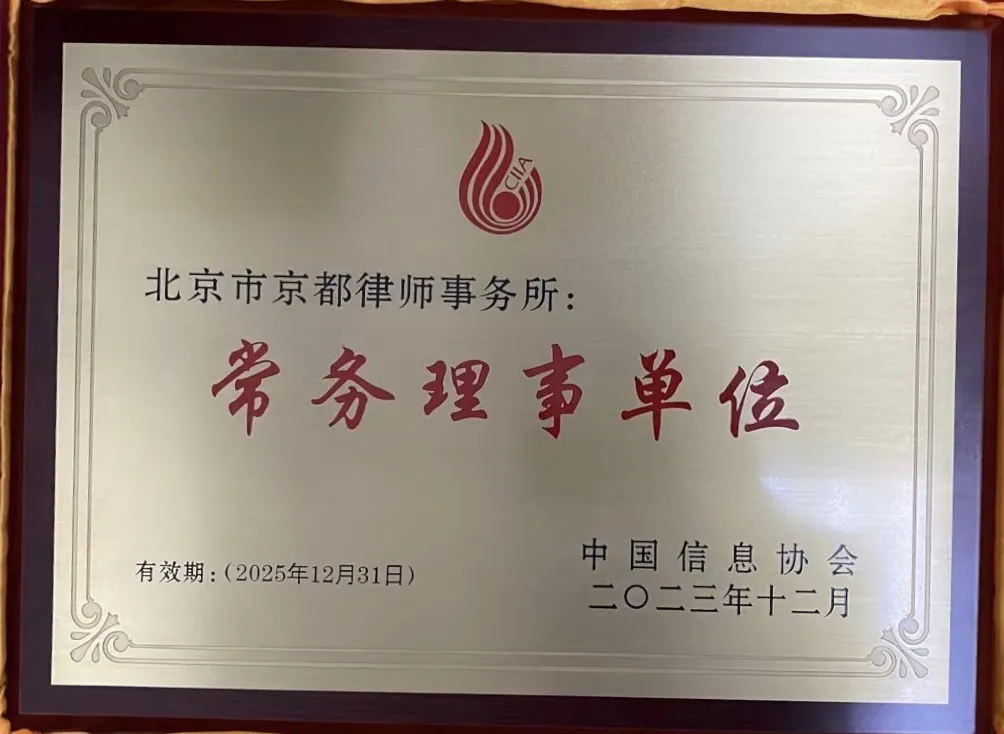 CIIA
北京市京都律师事务所：
常务理事单位
有效期：（2025年12月31日）
中国信息协会
二〇二三年十二月